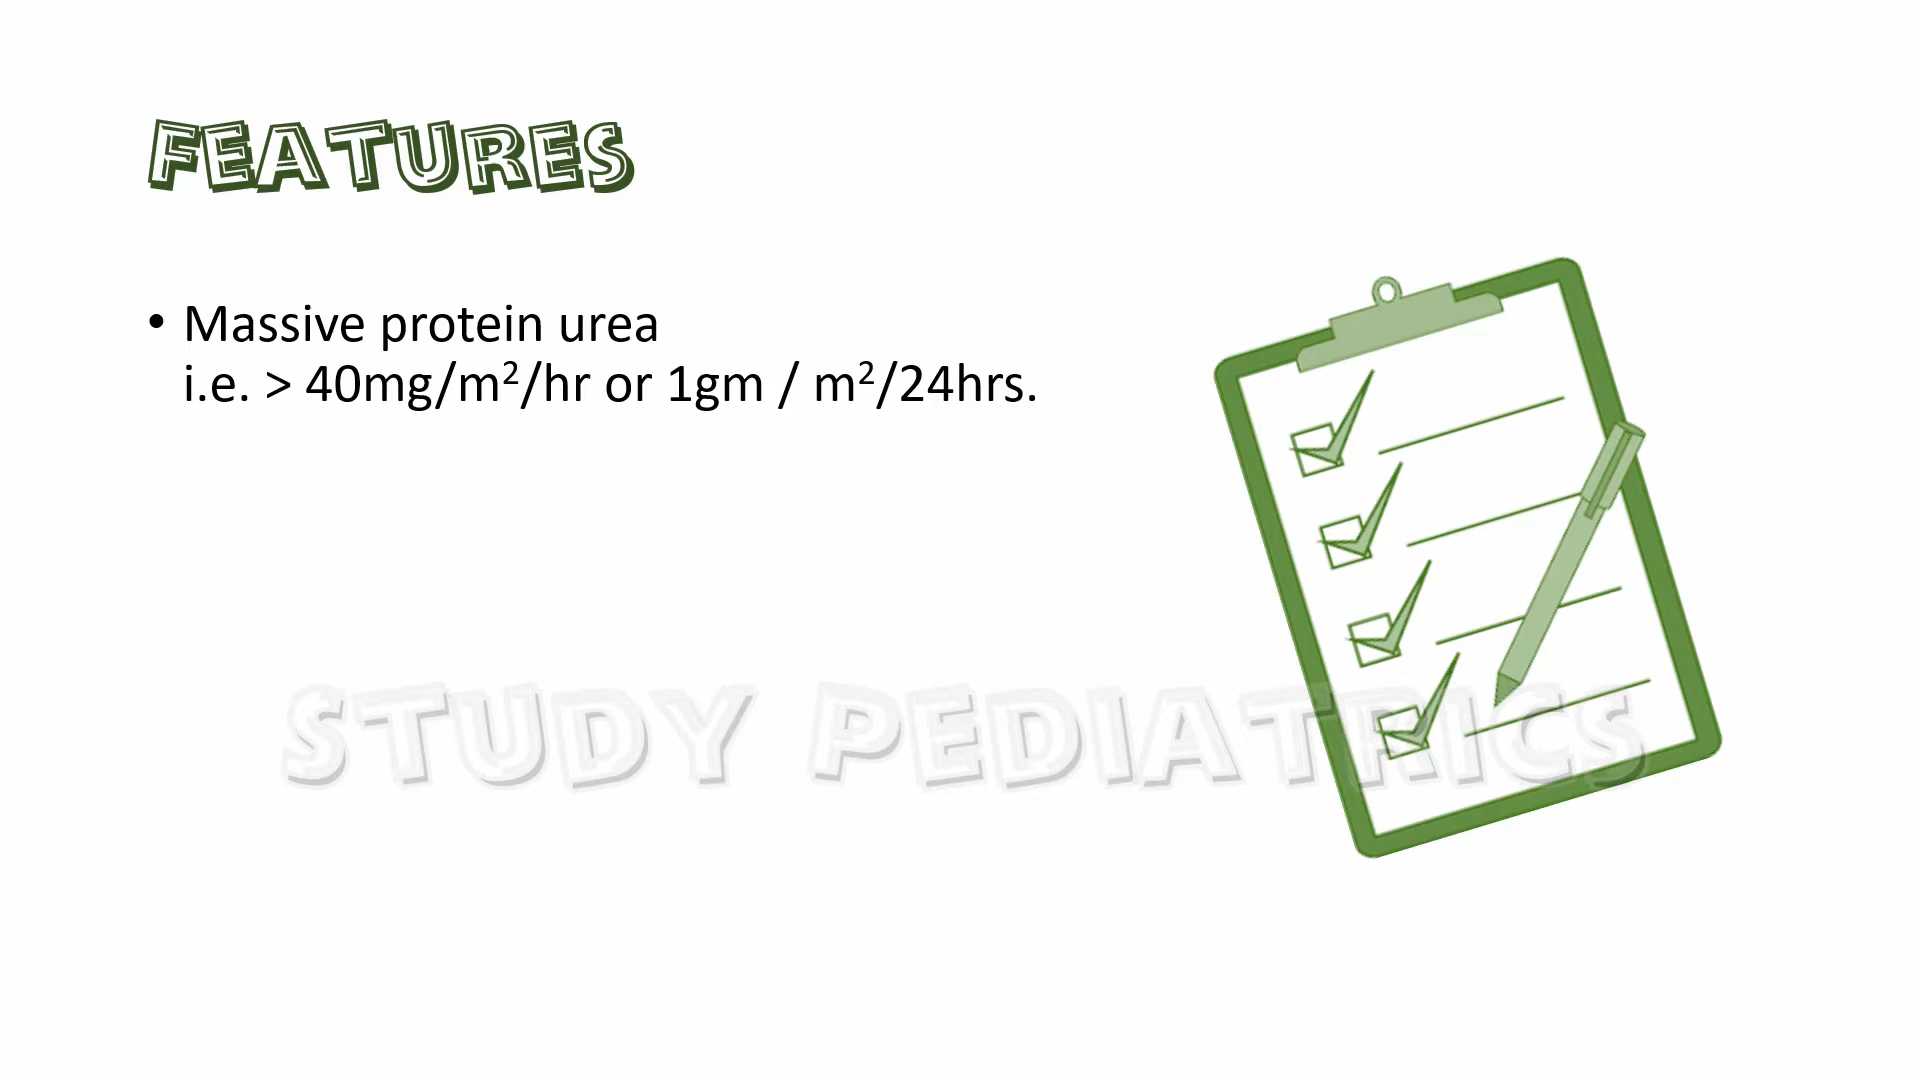 FEATURES
• Massive protein urea
i.e. > 40mg/m²/hr or 1gm / m²/24hrs.
STUDY PEDIATRICS